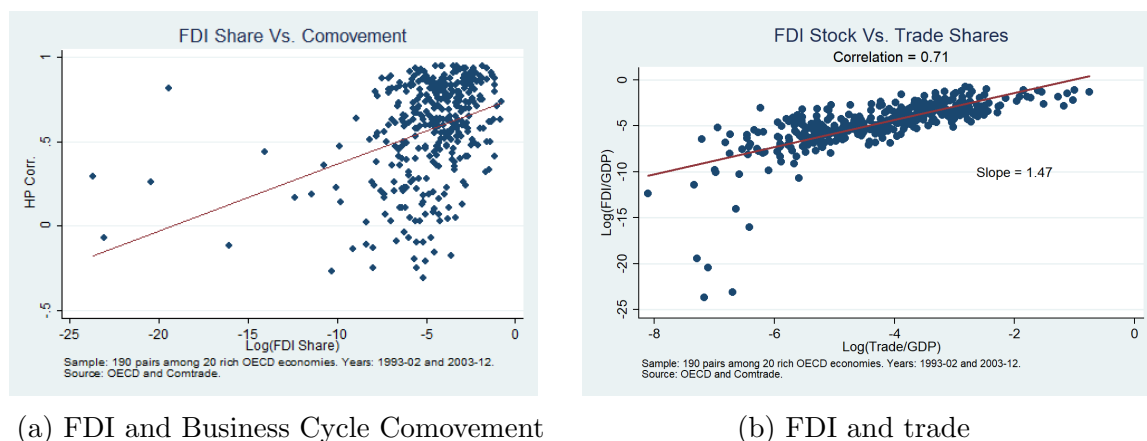 FDI Share Vs. Comovement
HP Corr.
1
.5
0
-.5
-25
-20
-15
-10
-5
0
Log(FDI Share)
Sample: 190 pairs among 20 rich OECD economies. Years: 1993-02 and 2003-12.
Source: OECD and Comtrade.
(a) FDI and Business Cycle Comovement
FDI Stock Vs. Trade Shares
Correlation = 0.71
Log(FDI/GDP)
0
-5
-10
-15
-20
-25
Slope = 1.47
-8
-6
-4
-2
0
Log(Trade/GDP)
Sample: 190 pairs among 20 rich OECD economies. Years: 1993-02 and 2003-12.
Source: OECD and Comtrade.
(b) FDI and trade